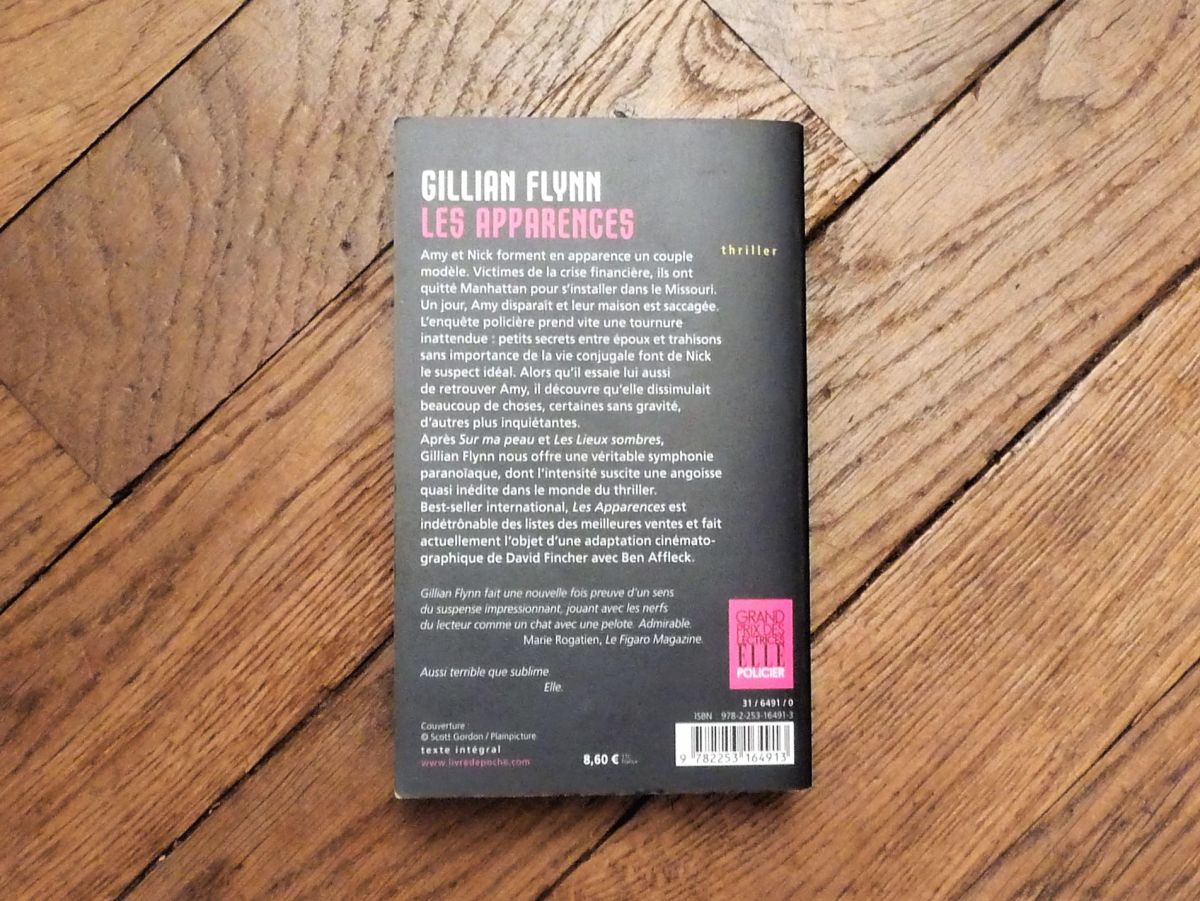 GILLIAN FLYNN
LES APPARENCES
thriller
Amy et Nick forment en apparence un couple
modèle. Victimes de la crise financière, ils ont
quitté Manhattan pour s'installer dans le Missouri.
Un jour, Amy disparaît et leur maison est saccagée.
L'enquête policière prend vite une tournure
inattendue : petits secrets entre époux et trahisons
sans importance de la vie conjugale font de Nick
le suspect idéal. Alors qu'il essaie lui aussi
de retrouver Amy, il découvre qu'elle dissimulait
beaucoup de choses, certaines sans gravité,
d'autres plus inquiétantes.
Après Sur ma peau et Les Lieux sombres,
Gillian Flynn nous offre une véritable symphonie
paranoïaque, dont l'intensité suscite une angoisse
quasi inédite dans le monde du thriller.
Best-seller international, Les Apparences est
indétrônable des listes des meilleures ventes et fait
actuellement l'objet d'une adaptation cinémato-
graphique de David Fincher avec Ben Affleck.
Gillian Flynn fait une nouvelle fois preuve d'un sens
du suspense impressionnant, jouant avec les nerfs
du lecteur comme un chat avec une pelote. Admirable.
Marie Rogatien, Le Figaro Magazine.
Aussi terrible que sublime.
Elle.
GRAND
PRIX DES
LECTRICES
ELLE
POLICIER
31 / 6491 / 0
ISBN 978-2-253-16491-3
Couverture :
© Scott Gordon / Plainpicture.
texte intégral
www.livredepoche.com
8,60 €
France
9 782253 164913